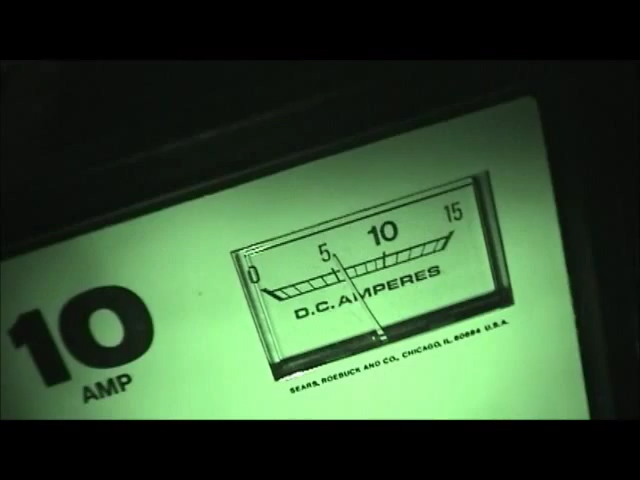 10
AMP
0 5 10 15
D.C. AMPERES
SEARS, ROEBUCK AND CO., CHICAGO, IL 60684 U.S.A.